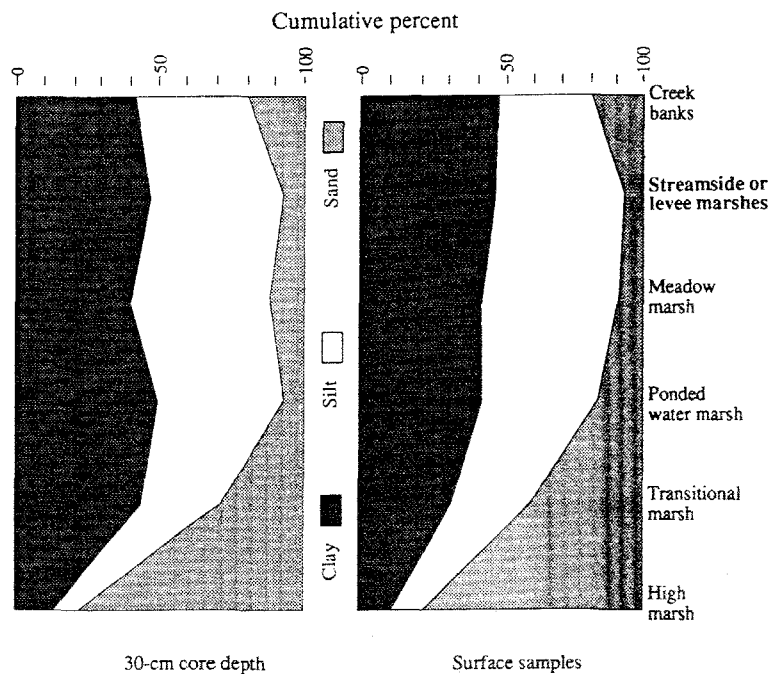 Cumulative percent
0
50
100
0
50
100
Creek
banks
Streamside or
levee marshes
Meadow
marsh
Ponded
water marsh
Transitional
marsh
High
marsh
Sand
Silt
Clay
30-cm core depth
Surface samples